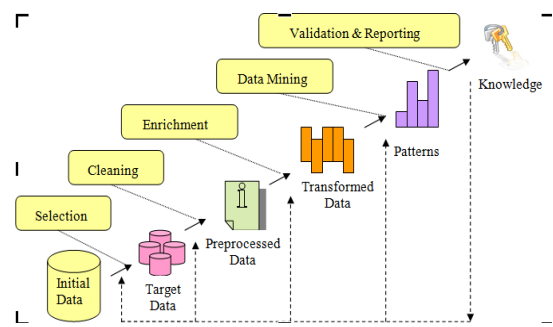 Validation & Reporting
Data Mining
Knowledge
Enrichment
Patterns
Cleaning
Transformed
Data
i
Selection
Preprocessed
Data
Initial
Data
Target
Data